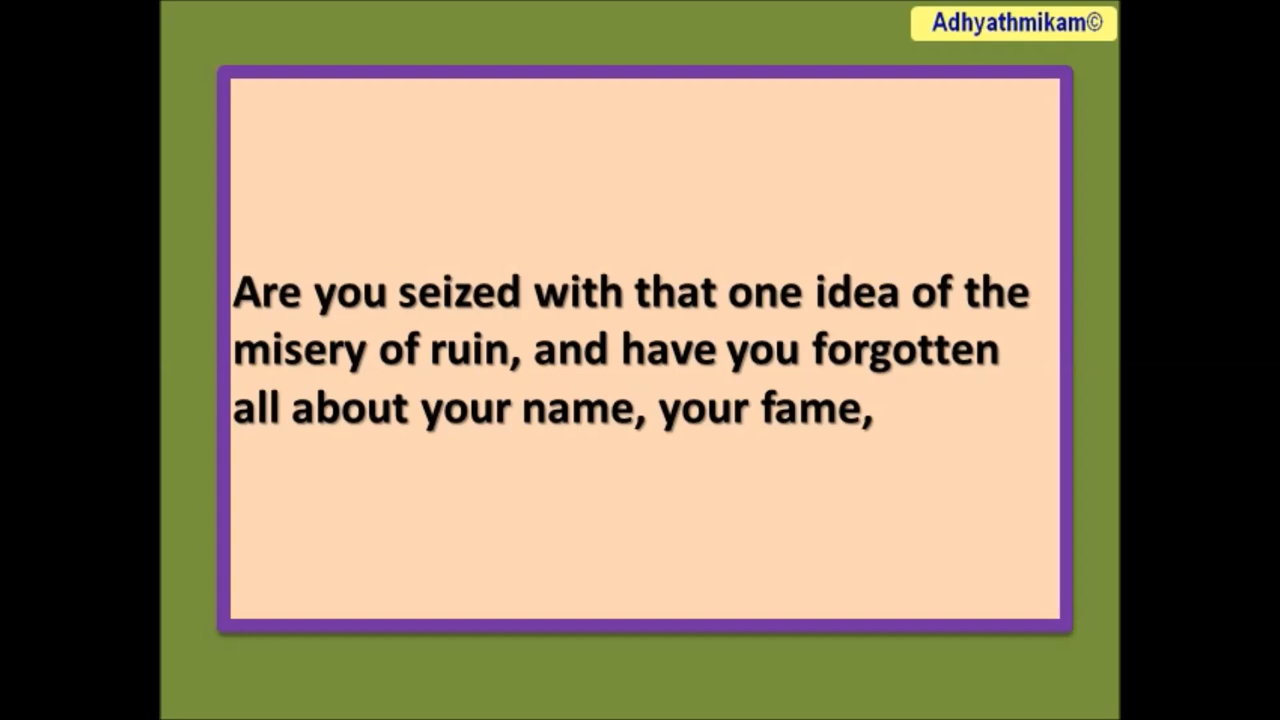 Adhyathmikam©
Are you seized with that one idea of the
misery of ruin, and have you forgotten
all about your name, your fame,